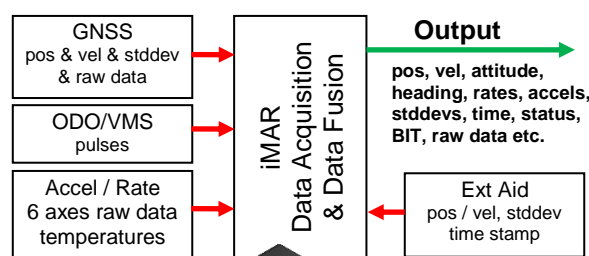 GNSS
pos & vel & stddev
& raw data
ODO/VMS
pulses
Accel / Rate
6 axes raw data
temperatures
iMAR
Data Acquisition
& Data Fusion
Output
pos, vel, attitude,
heading, rates, accels,
stddevs, time, status,
BIT, raw data etc.
Ext Aid
pos / vel, stddev
time stamp